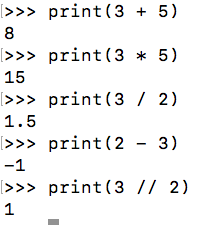 >>> print(3 + 5)
8
>>> print(3 * 5)
15
>>> print(3 / 2)
1.5
>>> print(2 - 3)
-1
>>> print(3 // 2)
1